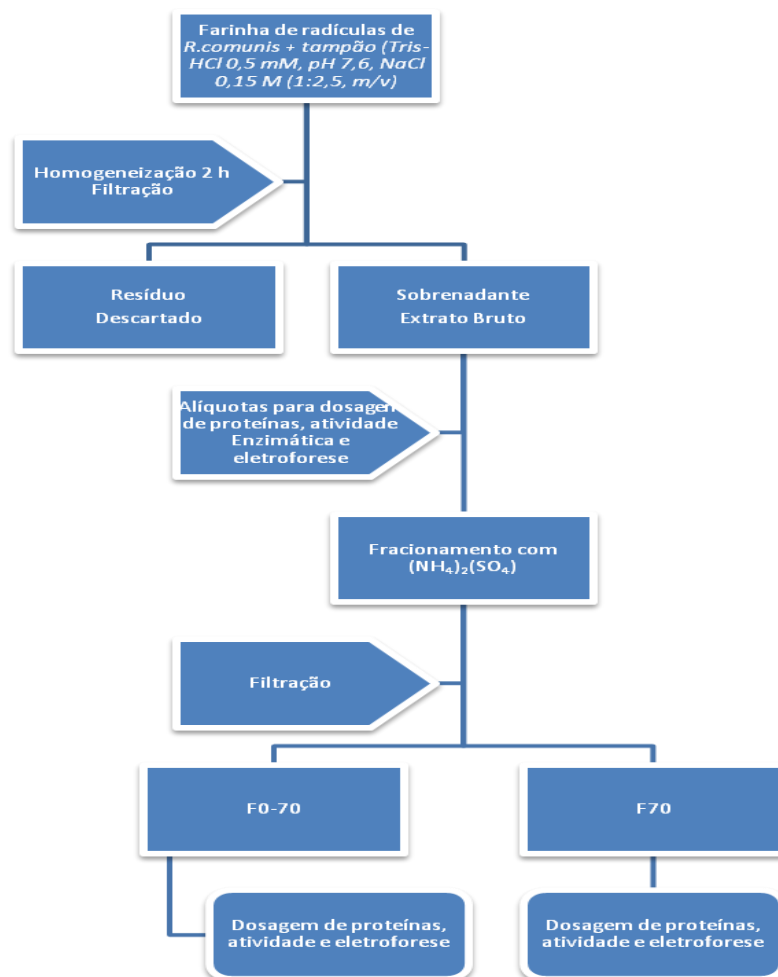 Farinha de radículas de
R.comunis + tampão (Tris-
HCl 0,5 mM, pH 7,6, NaCl
0,15 M (1:2,5, m/v)
Homogeneização 2 h
Filtração
Resíduo
Descartado
Sobrenadante
Extrato Bruto
Alíquotas para dosagem
de proteínas, atividade
Enzimática e
eletroforese
Fracionamento com
(NH₄)₂(SO₄)
Filtração
F0-70
F70
Dosagem de proteínas,
atividade e eletroforese
Dosagem de proteínas,
atividade e eletroforese